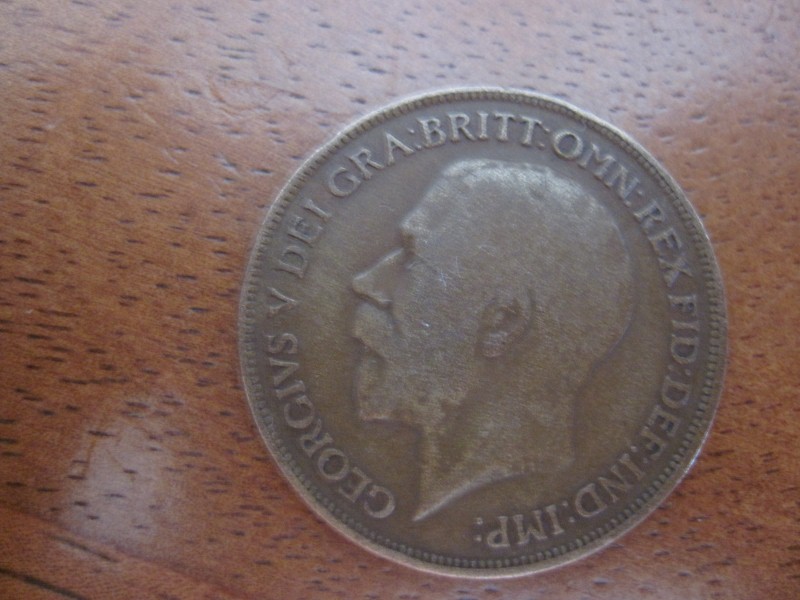 GEORGIVS V DEI GRA:BRITT:OMN:REX FID:DEF:IND:IMP: